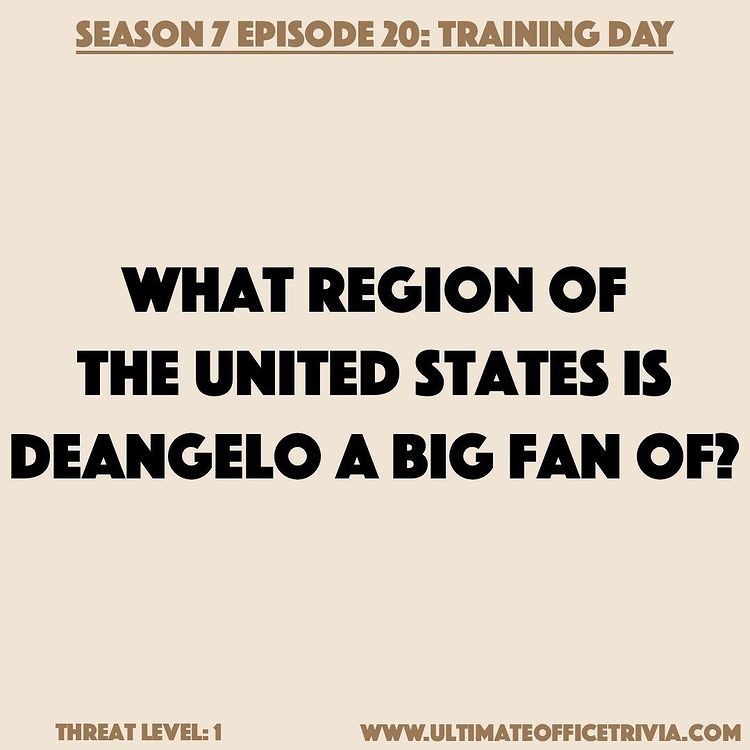 SEASON 7 EPISODE 20: TRAINING DAY
WHAT REGION OF
THE UNITED STATES IS
DEANGELO A BIG FAN OF?
THREAT LEVEL: 1
WWW.ULTIMATEOFFICETRIVIA.COM